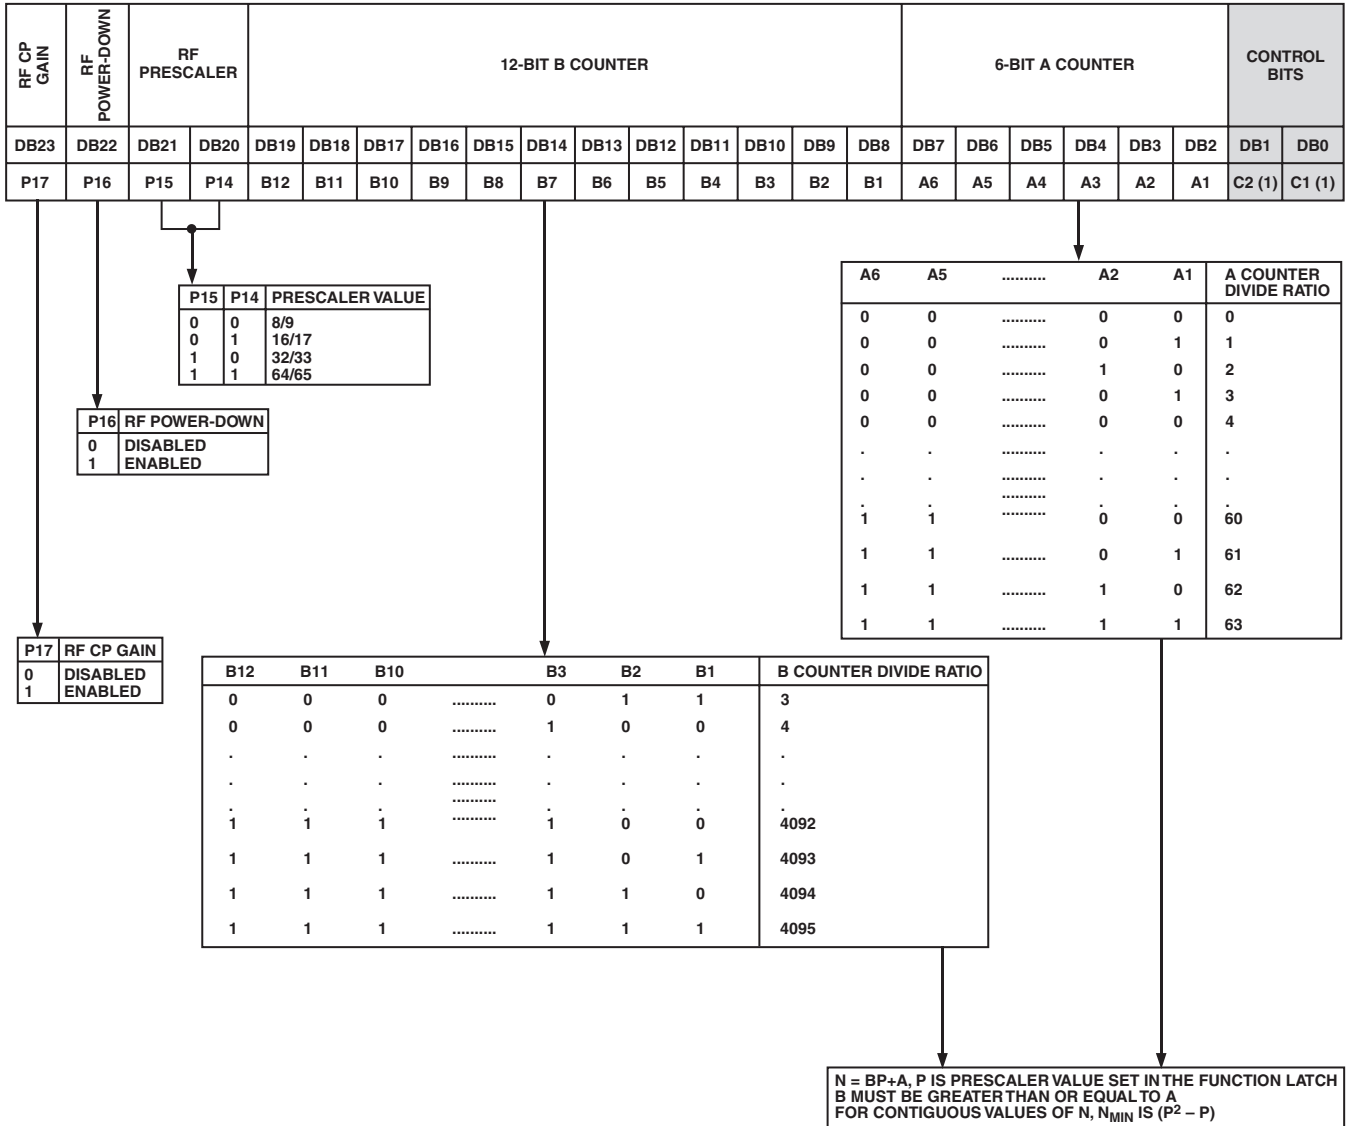 RF CP GAIN
RF POWER-DOWN
RF PRESCALER
12-BIT B COUNTER
6-BIT A COUNTER
CONTROL BITS
DB23 DB22 DB21 DB20 DB19 DB18 DB17 DB16 DB15 DB14 DB13 DB12 DB11 DB10 DB9 DB8 DB7 DB6 DB5 DB4 DB3 DB2 DB1 DB0
P17 P16 P15 P14 B12 B11 B10 B9 B8 B7 B6 B5 B4 B3 B2 B1 A6 A5 A4 A3 A2 A1 C2 (1) C1 (1)
A6 A5 .......... A2 A1 A COUNTER DIVIDE RATIO
0 0 .......... 0 0 0
0 0 .......... 0 1 1
0 0 .......... 1 0 2
0 0 .......... 0 1 3
0 0 .......... 0 0 4
. . .......... . . .
. . .......... . . .
..........
. . .......... . . .
1 1 0 0 60
1 1 .......... 0 1 61
1 1 .......... 1 0 62
1 1 .......... 1 1 63
P15 P14 PRESCALER VALUE
0 0 8/9
0 1 16/17
1 0 32/33
1 1 64/65
P16 RF POWER-DOWN
0 DISABLED
1 ENABLED
P17 RF CP GAIN
0 DISABLED
1 ENABLED
B12 B11 B10 B3 B2 B1 B COUNTER DIVIDE RATIO
0 0 0 .......... 0 1 1 3
0 0 0 .......... 1 0 0 4
. . . .......... . . . .
. . . .......... . . . .
..........
. . . .......... . . . .
1 1 1 1 0 0 4092
1 1 1 .......... 1 0 1 4093
1 1 1 .......... 1 1 0 4094
1 1 1 .......... 1 1 1 4095
N = BP+A, P IS PRESCALER VALUE SET IN THE FUNCTION LATCH
B MUST BE GREATER THAN OR EQUAL TO A
FOR CONTIGUOUS VALUES OF N, N_MIN IS (P² – P)